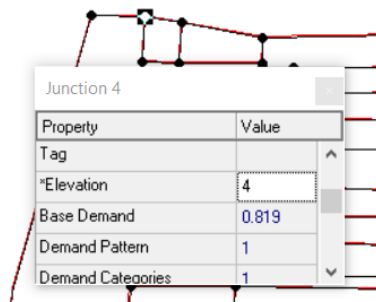 Junction 4
Property Value
Tag
*Elevation 4
Base Demand 0.819
Demand Pattern 1
Demand Categories 1